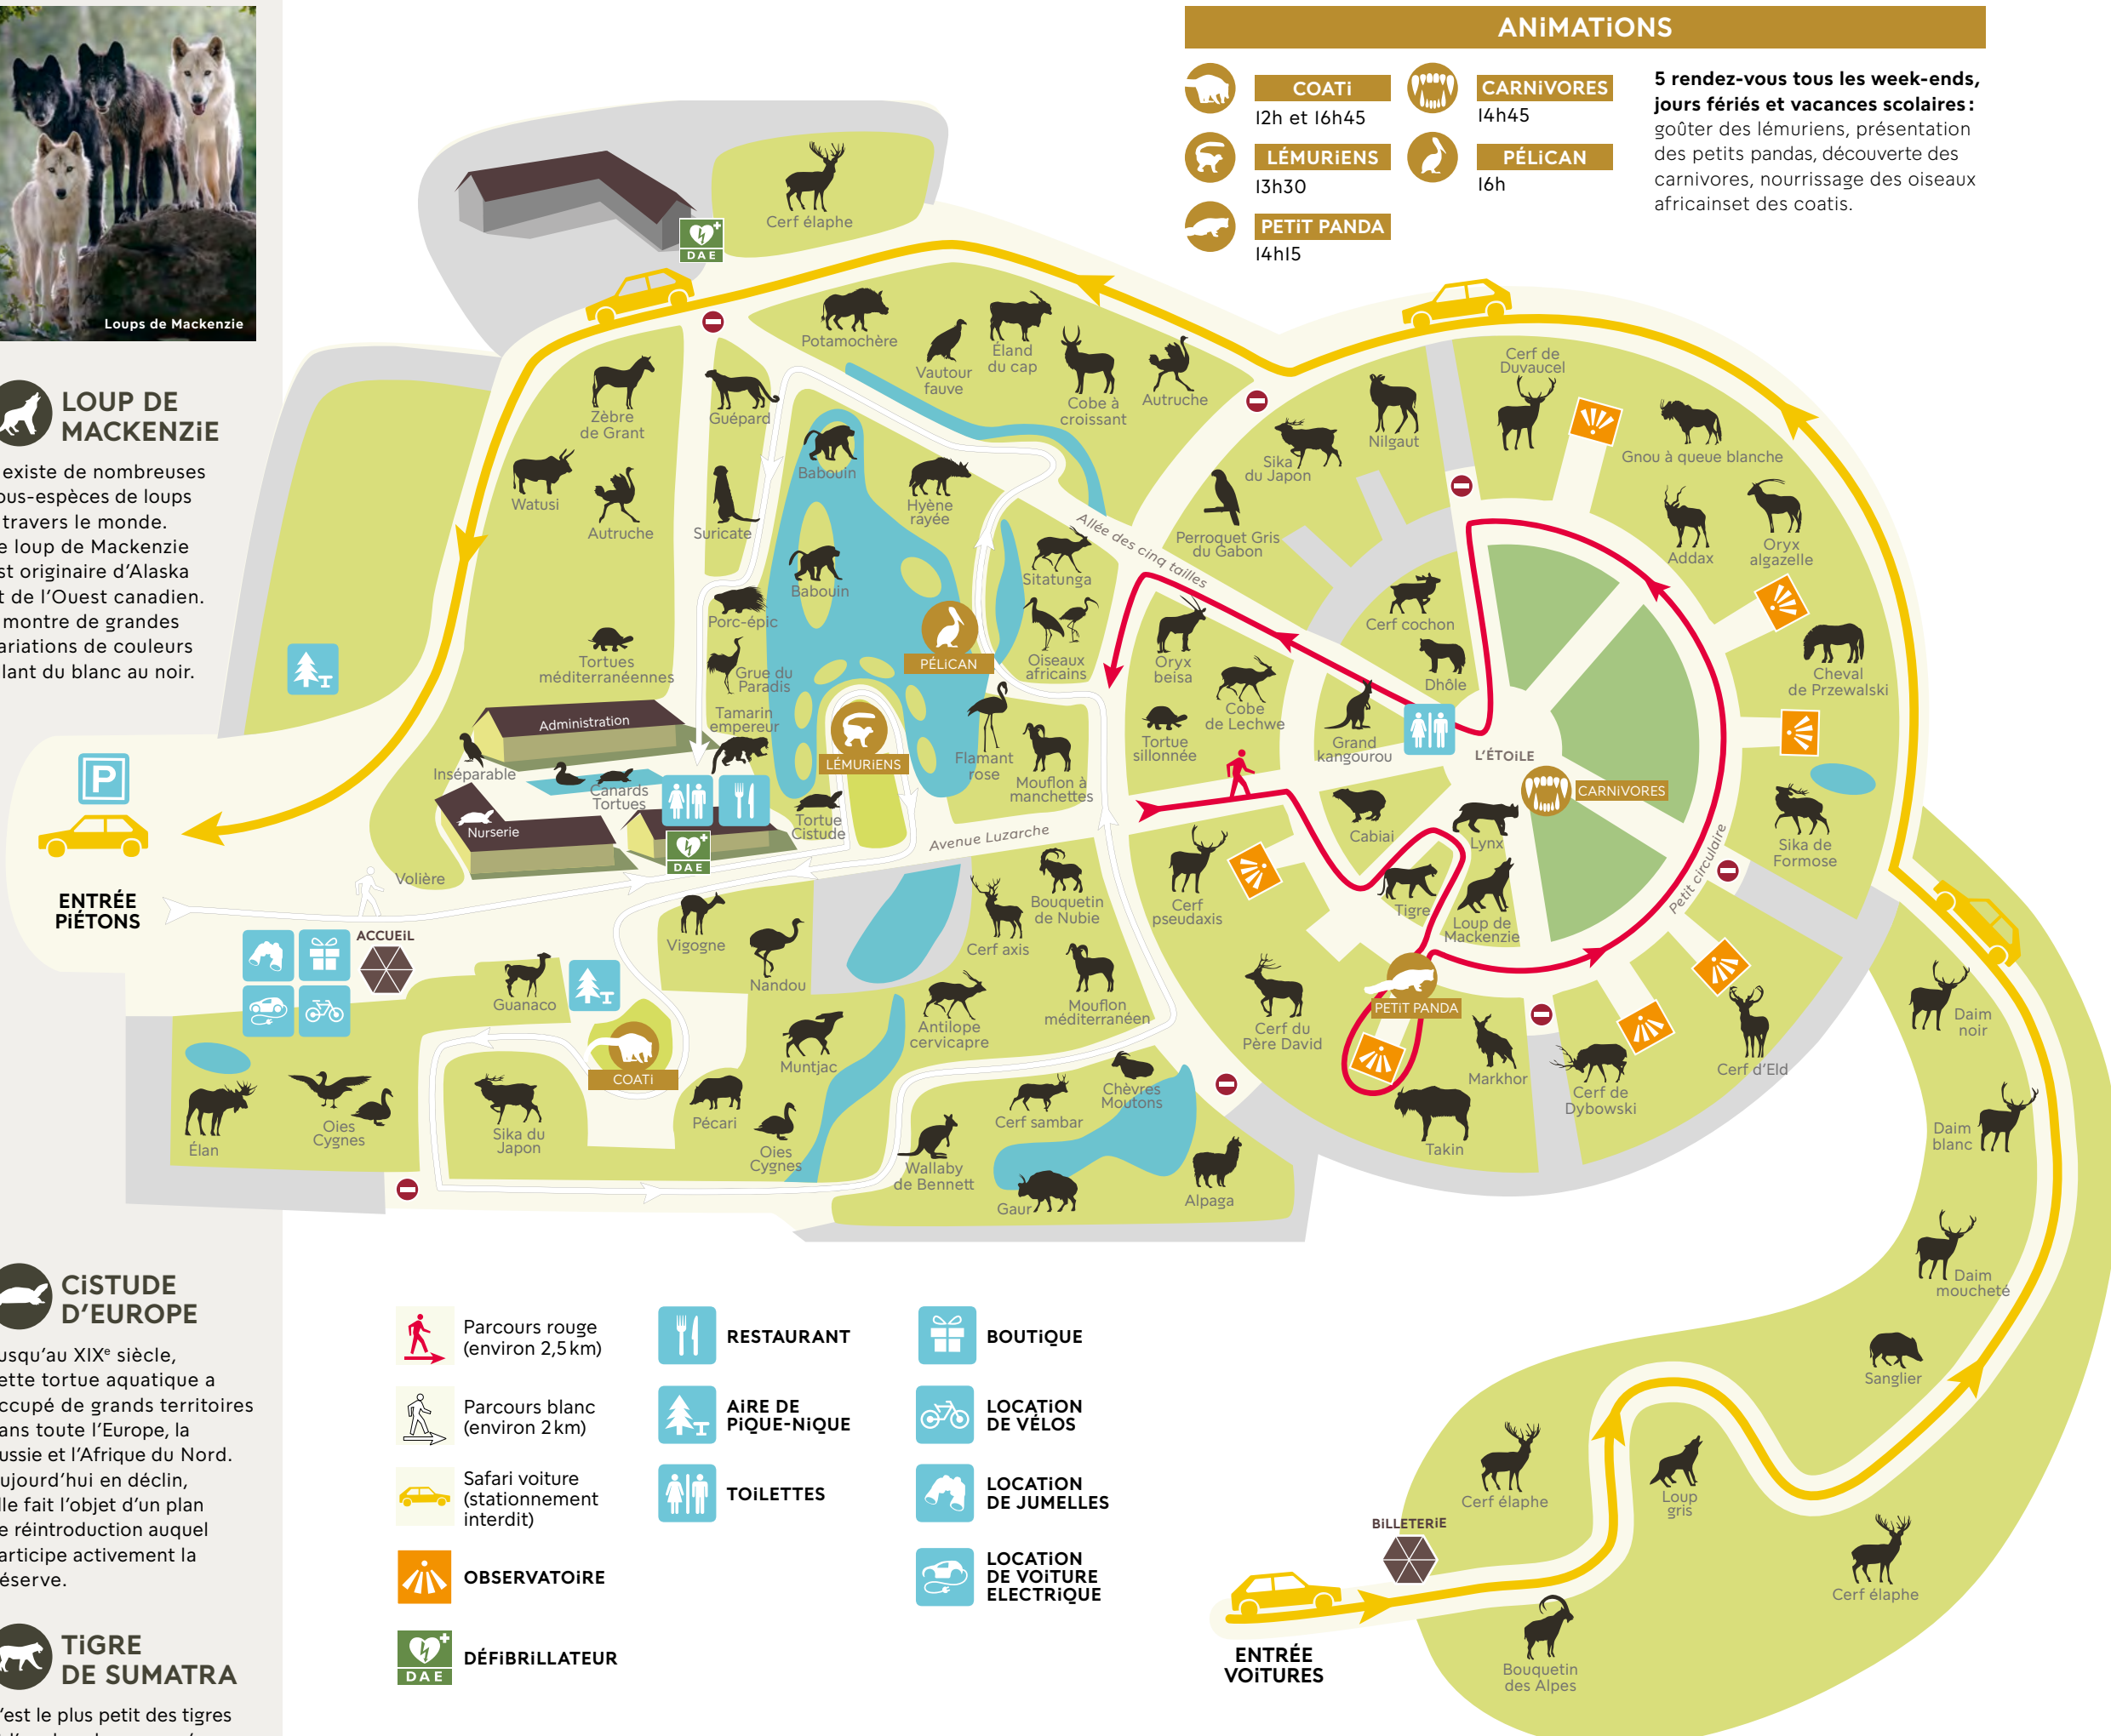 Loups de Mackenzie
LOUP DE
MACKENZiE
existe de nombreuses
ous-espèces de loups
travers le monde.
e loup de Mackenzie
st originaire d'Alaska
t de l'Ouest canadien.
montre de grandes
ariations de couleurs
lant du blanc au noir.
CiSTUDE
D'EUROPE
usqu'au XIXe siècle,
ette tortue aquatique a
ccupé de grands territoires
ans toute l'Europe, la
ussie et l'Afrique du Nord.
ujourd'hui en déclin,
lle fait l'objet d'un plan
e réintroduction auquel
articipe activement la
éserve.
TiGRE
DE SUMATRA
'est le plus petit des tigres
ANiMATiONS
COATi
12h et 16h45
LÉMURiENS
13h30
PETiT PANDA
14h15
CARNiVORES
14h45
PÉLiCAN
16h
5 rendez-vous tous les week-ends,
jours fériés et vacances scolaires :
goûter des lémuriens, présentation
des petits pandas, découverte des
carnivores, nourrissage des oiseaux
africainset des coatis.
Cerf élaphe
DAE
Potamochère
Vautour
fauve
Éland
du cap
Cobe à
croissant
Autruche
Zèbre
de Grant
Guépard
Watusi
Autruche
Suricate
Babouin
Hyène
rayée
Babouin
Porc-épic
Tortues
méditerranéennes
Grue du
Paradis
Tamarin
empereur
PÉLiCAN
LÉMURiENS
Sitatunga
Oiseaux
africains
Flamant
rose
Mouflon à
manchettes
Administration
Inséparable
Canards
Tortues
Nurserie
Tortue
Cistude
DAE
Volière
Avenue Luzarche
Allée des cinq tailles
Nilgaut
Sika
du Japon
Perroquet Gris
du Gabon
Cerf de
Duvaucel
Gnou à queue blanche
Addax
Oryx
algazelle
Cheval
de Przewalski
Sika de
Formose
Cerf cochon
Dhôle
Oryx
beisa
Cobe
de Lechwe
Tortue
sillonnée
Grand
kangourou
L'ÉTOiLE
CARNiVORES
Cabiai
Lynx
Tigre
Loup de
Mackenzie
Petit circulaire
Cerf
pseudaxis
Cerf du
Père David
PETiT PANDA
Markhor
Takin
Cerf de
Dybowski
Cerf d'Eld
P
ENTRÉE
PiÉTONS
ACCUEiL
Vigogne
Nandou
Guanaco
COATi
Muntjac
Pécari
Oies
Cygnes
Élan
Oies
Cygnes
Sika du
Japon
Bouquetin
de Nubie
Cerf axis
Antilope
cervicapre
Mouflon
méditerranéen
Chèvres
Moutons
Cerf sambar
Wallaby
de Bennett
Gaur
Alpaga
Daim
noir
Daim
blanc
Daim
moucheté
Sanglier
Cerf élaphe
Loup
gris
Cerf élaphe
BiLLETERiE
Bouquetin
des Alpes
ENTRÉE
VOiTURES
Parcours rouge
(environ 2,5 km)
Parcours blanc
(environ 2 km)
Safari voiture
(stationnement
interdit)
OBSERVATOiRE
DAE
DÉFiBRiLLATEUR
RESTAURANT
AiRE DE
PiQUE-NiQUE
TOiLETTES
BOUTiQUE
LOCATiON
DE VÉLOS
LOCATiON
DE JUMELLES
LOCATiON
DE VOiTURE
ELECTRiQUE